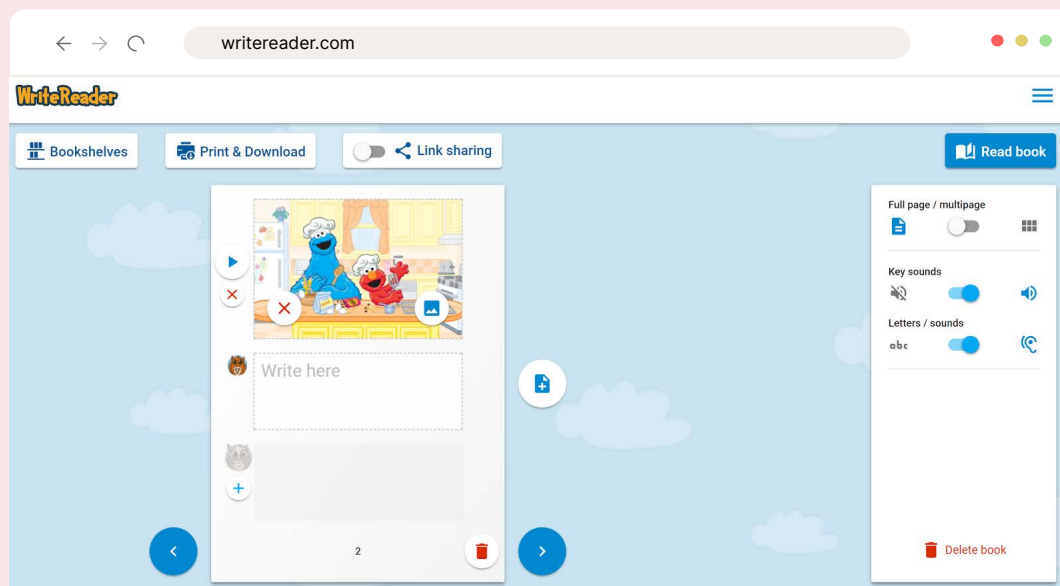 writereader.com
WriteReader
Bookshelves
Print & Download
Link sharing
Read book
Full page / multipage
Key sounds
Letters / sounds
abc
Write here
2
Delete book